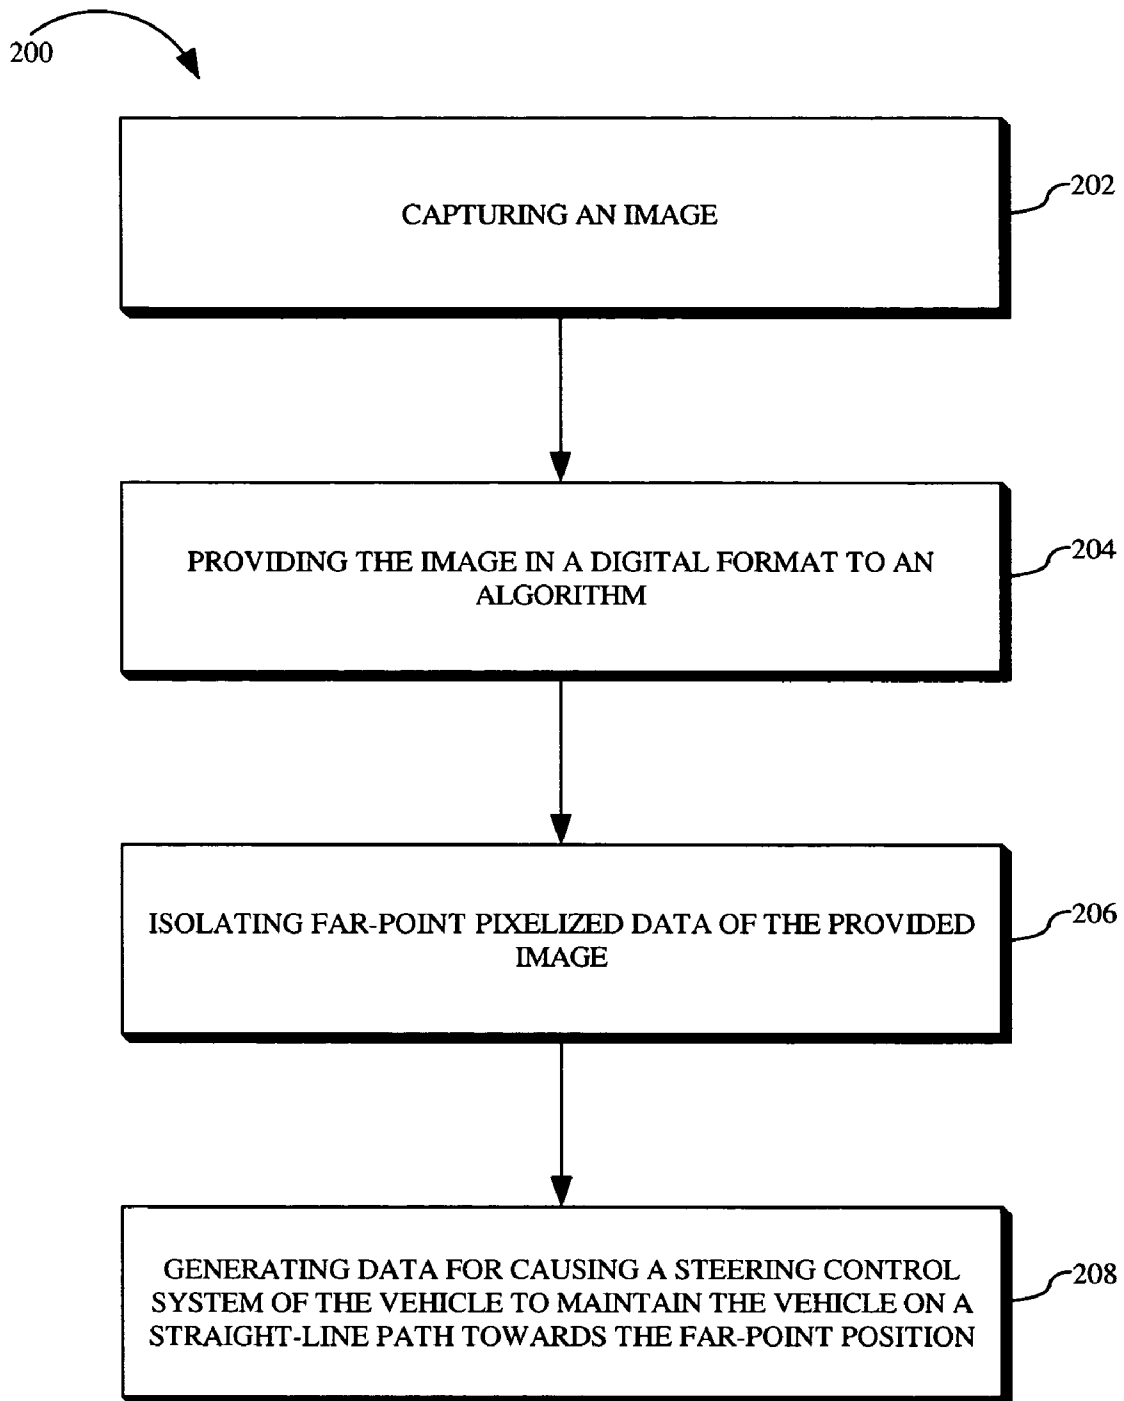 200
CAPTURING AN IMAGE
202
PROVIDING THE IMAGE IN A DIGITAL FORMAT TO AN
ALGORITHM
204
ISOLATING FAR-POINT PIXELIZED DATA OF THE PROVIDED
IMAGE
206
GENERATING DATA FOR CAUSING A STEERING CONTROL
SYSTEM OF THE VEHICLE TO MAINTAIN THE VEHICLE ON A
STRAIGHT-LINE PATH TOWARDS THE FAR-POINT POSITION
208